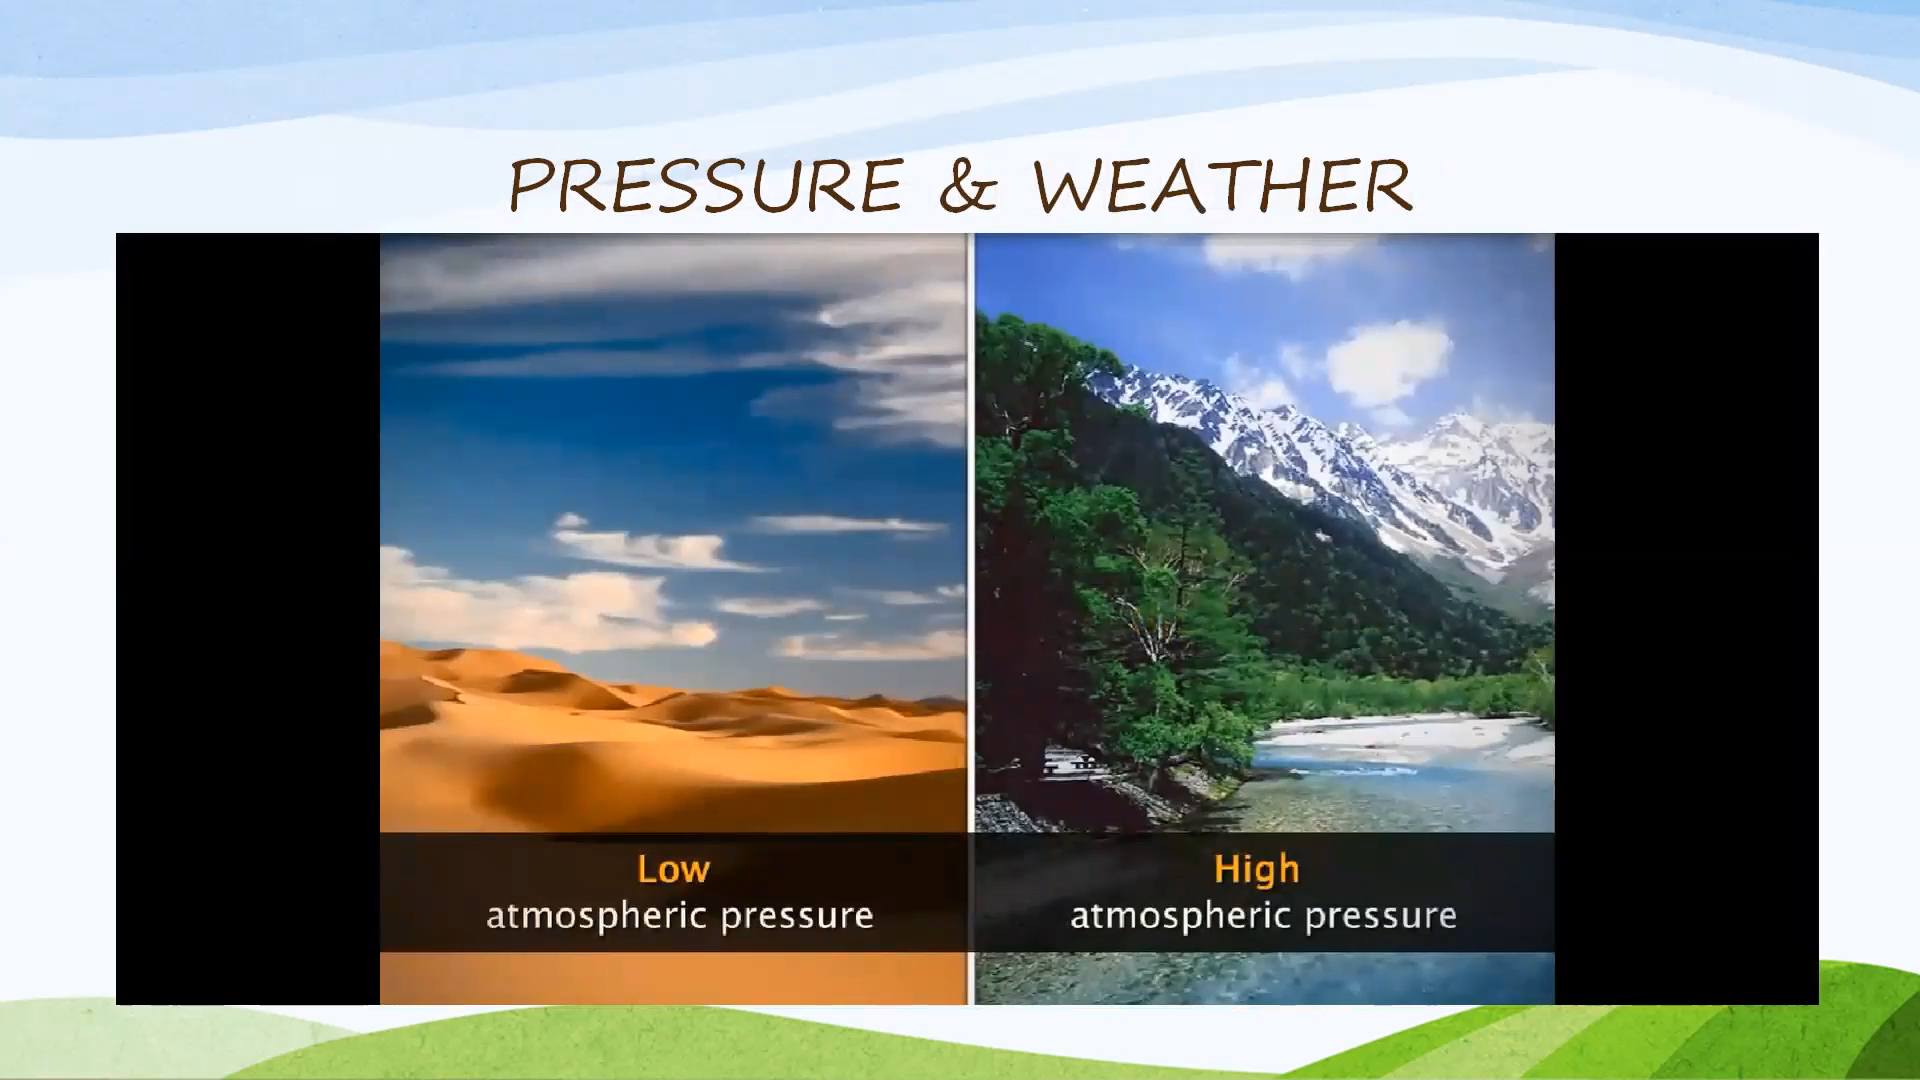 PRESSURE & WEATHER
Low
atmospheric pressure
High
atmospheric pressure